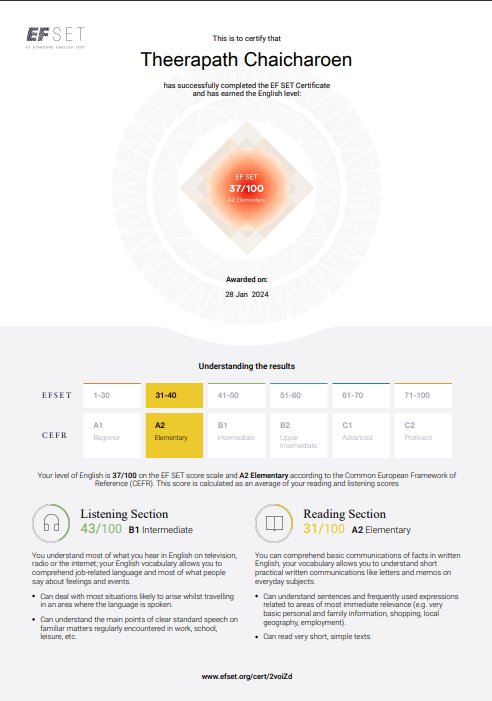 EF SET
EF STANDARD ENGLISH TEST
This is to certify that
Theerapath Chaicharoen
has successfully completed the EF SET Certificate
and has earned the English level:
EF SET
37/100
A2 Elementary
Awarded on:
28 Jan 2024
Understanding the results
EFSET 1-30 31-40 41-50 51-60 61-70 71-100
CEFR A1 A2 B1 B2 C1 C2
Beginner Elementary Intermediate Upper Intermediate Advanced Proficient
Your level of English is 37/100 on the EF SET score scale and A2 Elementary according to the Common European Framework of
Reference (CEFR). This score is calculated as an average of your reading and listening scores
Listening Section
43/100 B1 Intermediate
You understand most of what you hear in English on television,
radio or the internet; your English vocabulary allows you to
comprehend job-related language and most of what people
say about feelings and events.
• Can deal with most situations likely to arise whilst travelling
in an area where the language is spoken.
• Can understand the main points of clear standard speech on
familiar matters regularly encountered in work, school,
leisure, etc.
Reading Section
31/100 A2 Elementary
You can comprehend basic communications of facts in written
English, your vocabulary allows you to understand short
practical written communications like letters and memos on
everyday subjects.
• Can understand sentences and frequently used expressions
related to areas of most immediate relevance (e.g. very
basic personal and family information, shopping, local
geography, employment).
• Can read very short, simple texts.
www.efset.org/cert/2voiZd